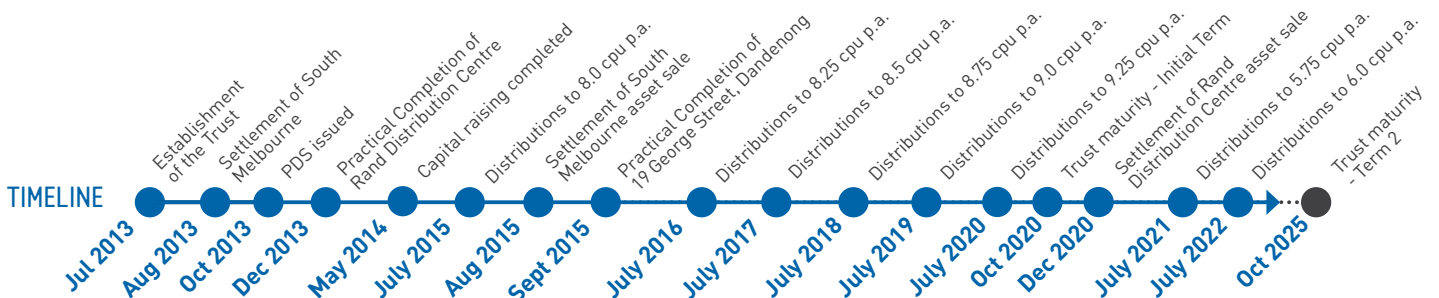 TIMELINE
Establishment
of the Trust
Settlement of South
Melbourne
PDS issued
Practical Completion of
Rand Distribution Centre
Capital raising completed
Distributions to 8.0 cpu p.a.
Settlement of South
Melbourne asset sale
Practical Completion of
19 George Street, Dandenong
Distributions to 8.25 cpu p.a.
Distributions to 8.5 cpu p.a.
Distributions to 8.75 cpu p.a.
Distributions to 9.0 cpu p.a.
Distributions to 9.25 cpu p.a.
Trust maturity - Initial Term
Settlement of Rand
Distribution Centre asset sale
Distributions to 5.75 cpu p.a.
Distributions to 6.0 cpu p.a.
Trust maturity
- Term 2
Jul 2013
Aug 2013
Oct 2013
Dec 2013
May 2014
July 2015
Aug 2015
Sept 2015
July 2016
July 2017
July 2018
July 2019
July 2020
Oct 2020
Dec 2020
July 2021
July 2022
Oct 2025